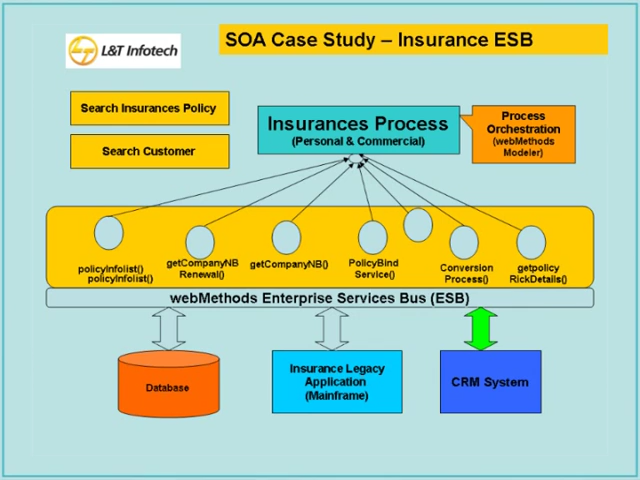 L&T Infotech
SOA Case Study – Insurance ESB
Search Insurances Policy
Search Customer
Insurances Process
(Personal & Commercial)
Process
Orchestration
(webMethods
Modeler)
policyInfolist()
policyInfolist()
getCompanyNB
Renewal()
getCompanyNB()
PolicyBind
Service()
Conversion
Process()
getpolicy
RickDetails()
webMethods Enterprise Services Bus (ESB)
Database
Insurance Legacy
Application
(Mainframe)
CRM System